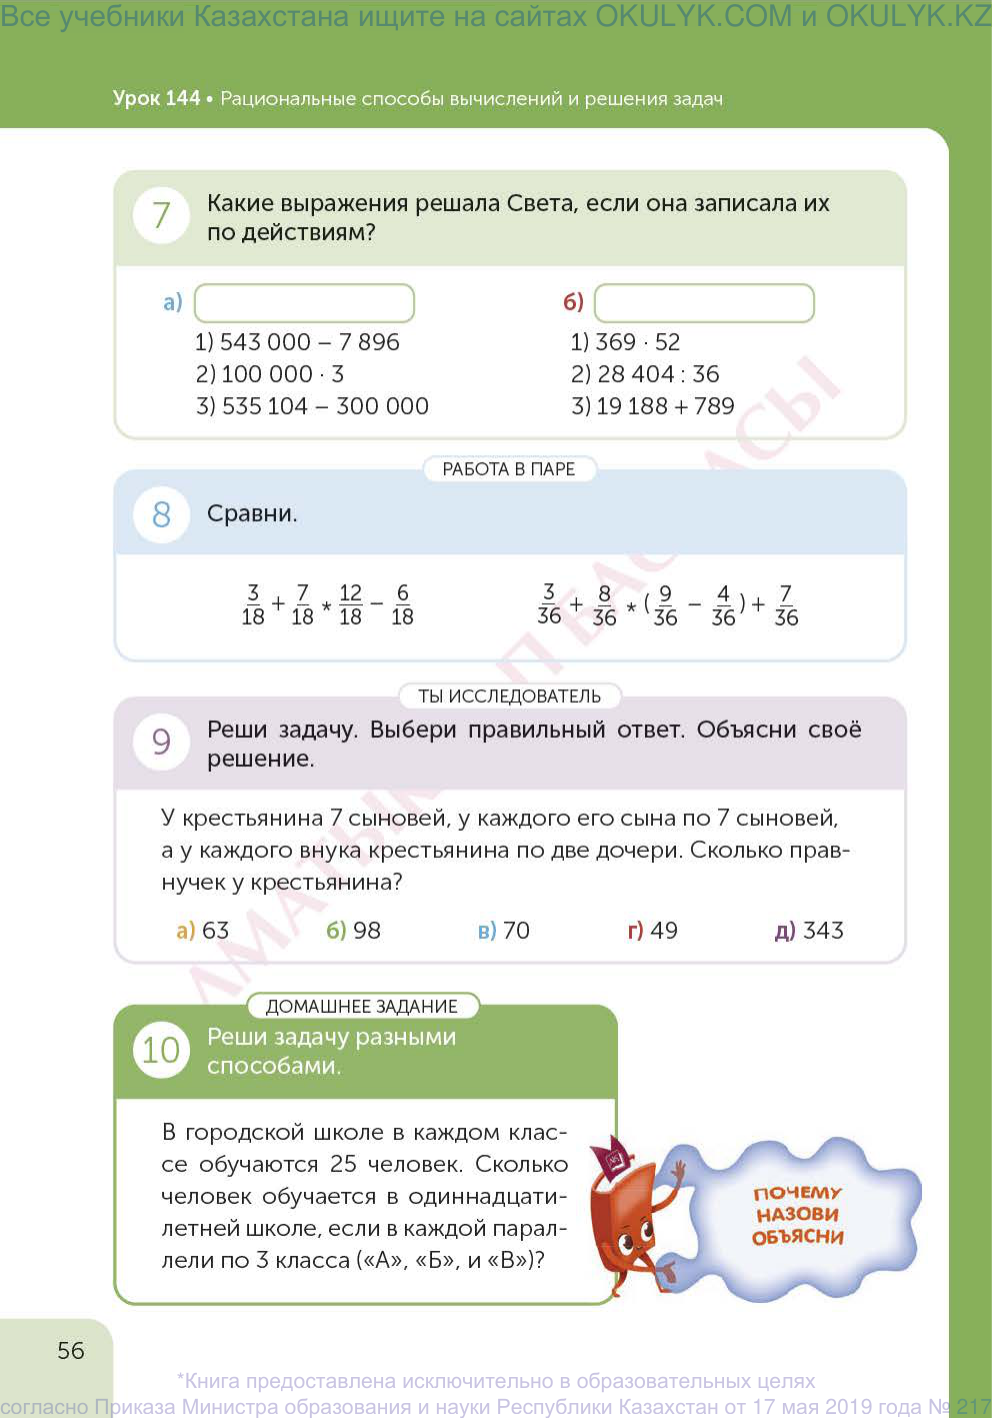 Все учебники Казахстана ищите на сайтах OKULYK.COM и OKULYK.KZ
Урок 144 • Рациональные способы вычислений и решения задач
7
Какие выражения решала Света, если она записала их
по действиям?
а)
1) 543 000 – 7 896
2) 100 000 · 3
3) 535 104 – 300 000
б)
1) 369 · 52
2) 28 404 : 36
3) 19 188 + 789
РАБОТА В ПАРЕ
8
Сравни.
3/18 + 7/18 * 12/18 – 6/18
3/36 + 8/36 * (9/36 – 4/36) + 7/36
ТЫ ИССЛЕДОВАТЕЛЬ
9
Реши задачу. Выбери правильный ответ. Объясни своё
решение.
У крестьянина 7 сыновей, у каждого его сына по 7 сыновей,
а у каждого внука крестьянина по две дочери. Сколько прав-
нучек у крестьянина?
а) 63 б) 98 в) 70 г) 49 д) 343
ДОМАШНЕЕ ЗАДАНИЕ
10
Реши задачу разными
способами.
В городской школе в каждом клас-
се обучаются 25 человек. Сколько
человек обучается в одиннадцати-
летней школе, если в каждой парал-
лели по 3 класса («А», «Б», и «В»)?
ПОЧЕМУ
НАЗОВИ
ОБЪЯСНИ
56
*Книга предоставлена исключительно в образовательных целях
согласно Приказа Министра образования и науки Республики Казахстан от 17 мая 2019 года № 217